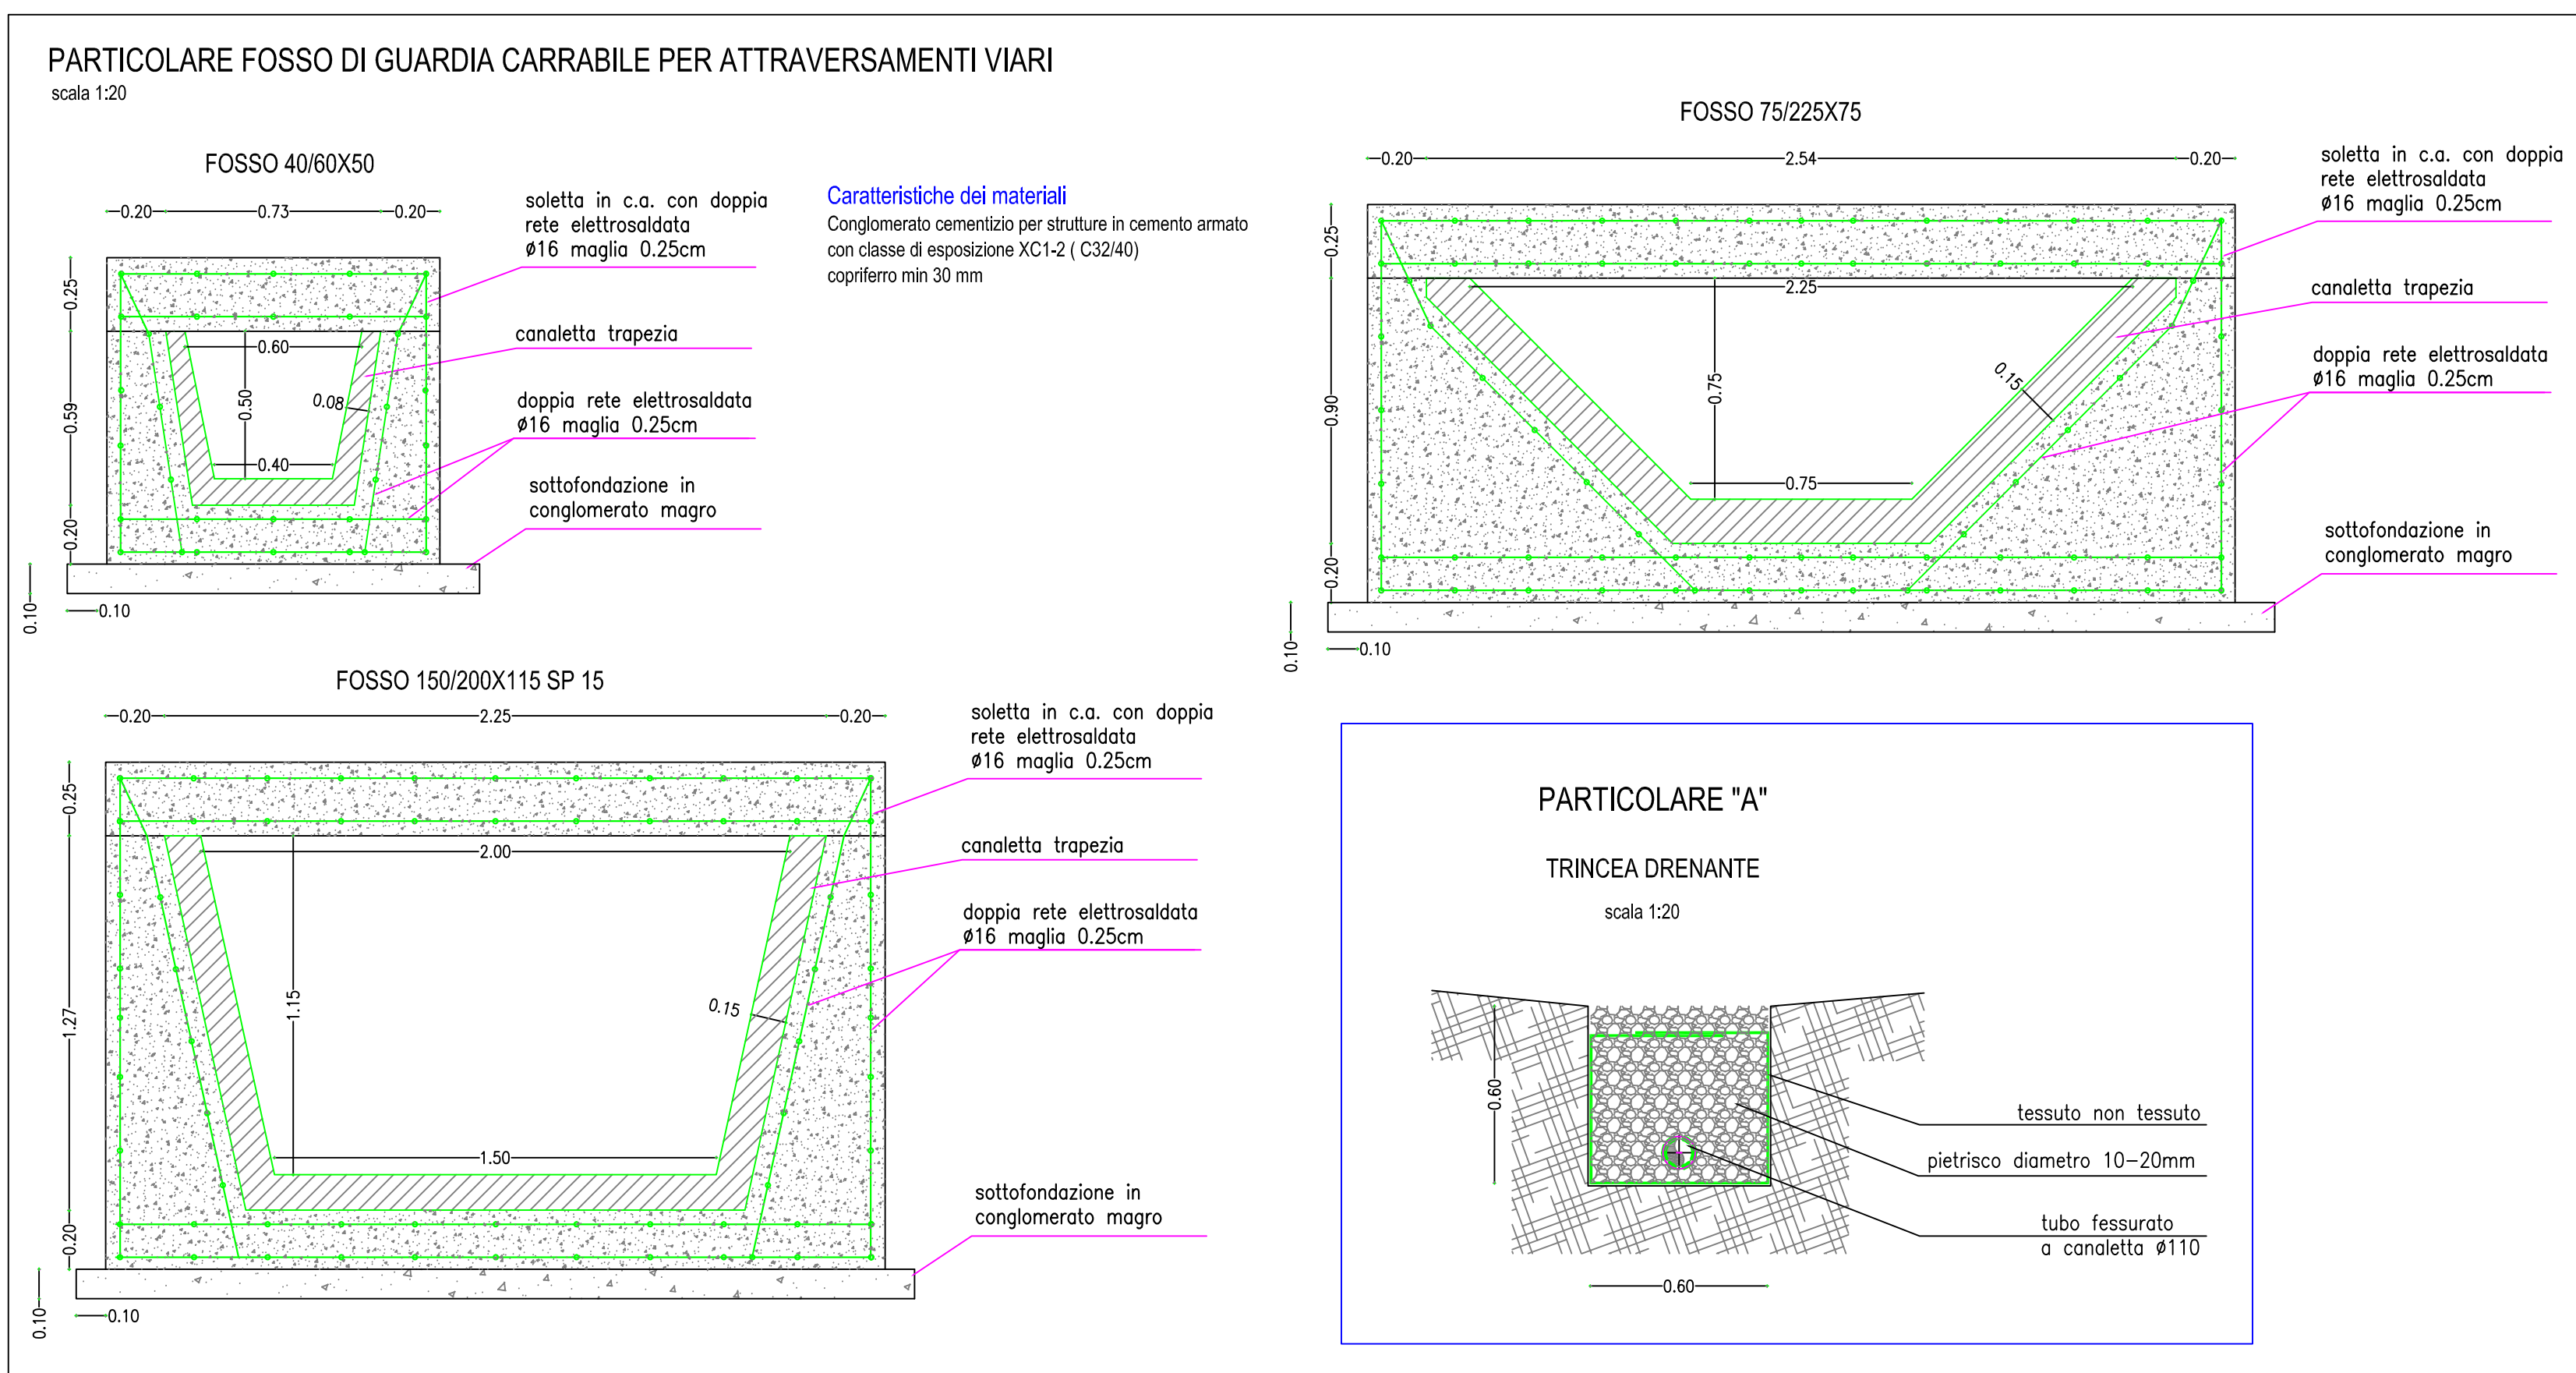 PARTICOLARE FOSSO DI GUARDIA CARRABILE PER ATTRAVERSAMENTI VIARI
scala 1:20
FOSSO 40/60X50
0.20 0.73 0.20
0.25
0.59
0.20
0.10
0.10
0.60
0.50
0.08
0.40
soletta in c.a. con doppia
rete elettrosaldata
ø16 maglia 0.25cm
canaletta trapezia
doppia rete elettrosaldata
ø16 maglia 0.25cm
sottofondazione in
conglomerato magro
Caratteristiche dei materiali
Conglomerato cementizio per strutture in cemento armato
con classe di esposizione XC1-2 ( C32/40)
copriferro min 30 mm
FOSSO 75/225X75
0.20 2.54 0.20
0.25
0.90
0.20
0.10
0.10
2.25
0.75
0.15
0.75
soletta in c.a. con doppia
rete elettrosaldata
ø16 maglia 0.25cm
canaletta trapezia
doppia rete elettrosaldata
ø16 maglia 0.25cm
sottofondazione in
conglomerato magro
FOSSO 150/200X115 SP 15
0.20 2.25 0.20
0.25
1.27
0.20
0.10
0.10
2.00
1.15
0.15
1.50
soletta in c.a. con doppia
rete elettrosaldata
ø16 maglia 0.25cm
canaletta trapezia
doppia rete elettrosaldata
ø16 maglia 0.25cm
sottofondazione in
conglomerato magro
PARTICOLARE "A"
TRINCEA DRENANTE
scala 1:20
0.60
tessuto non tessuto
pietrisco diametro 10-20mm
tubo fessurato
a canaletta ø110
0.60